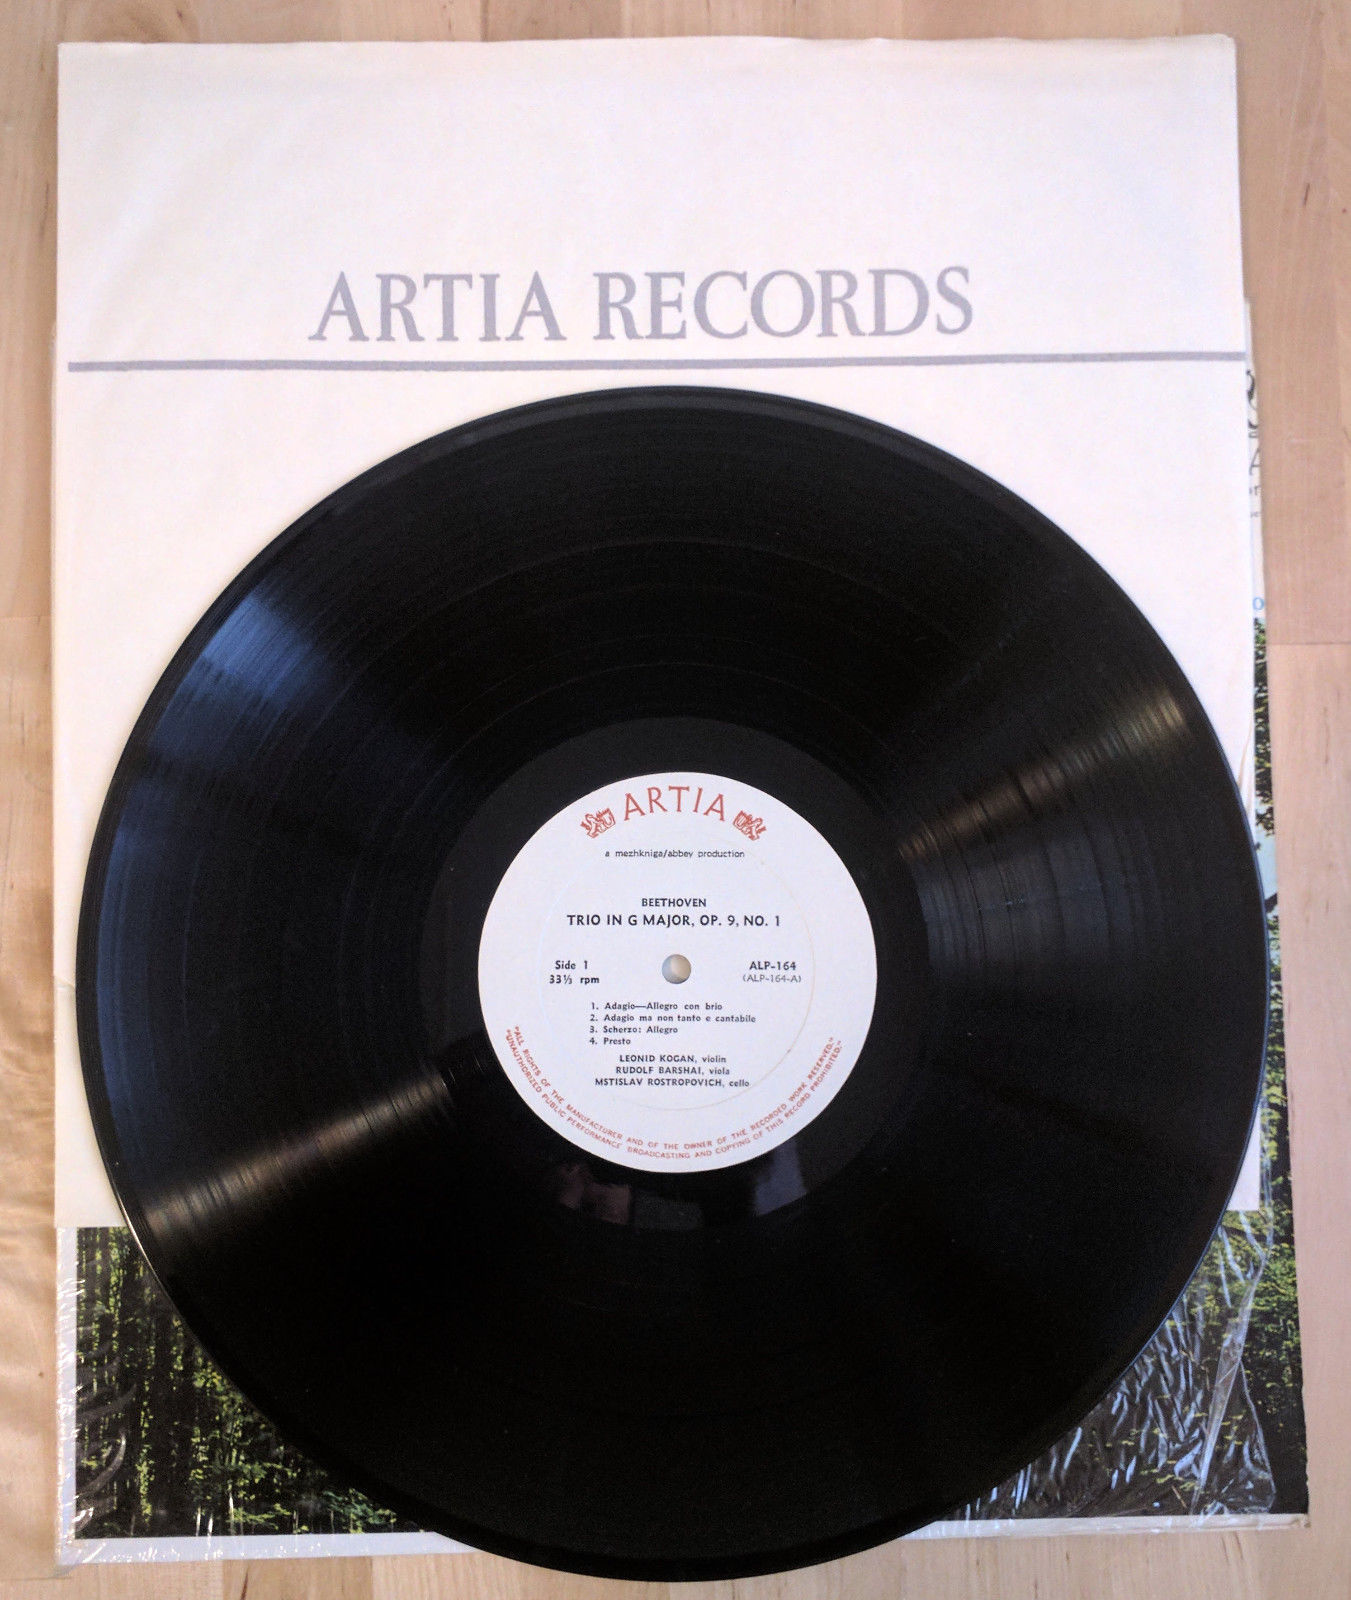 ARTIA RECORDS
ARTIA
a mezhkniga/abbey production
BEETHOVEN
TRIO IN G MAJOR, OP. 9, NO. 1
Side 1
33⅓ rpm
ALP-164
(ALP-164-A)
1. Adagio—Allegro con brio
2. Adagio ma non tanto e cantabile
3. Scherzo: Allegro
4. Presto
LEONID KOGAN, violin
RUDOLF BARSHAI, viola
MSTISLAV ROSTROPOVICH, cello
"ALL RIGHTS OF THE MANUFACTURER AND OF THE OWNER OF THE RECORDED WORK RESERVED."
"UNAUTHORIZED PUBLIC PERFORMANCE BROADCASTING AND COPYING OF THIS RECORD PROHIBITED."